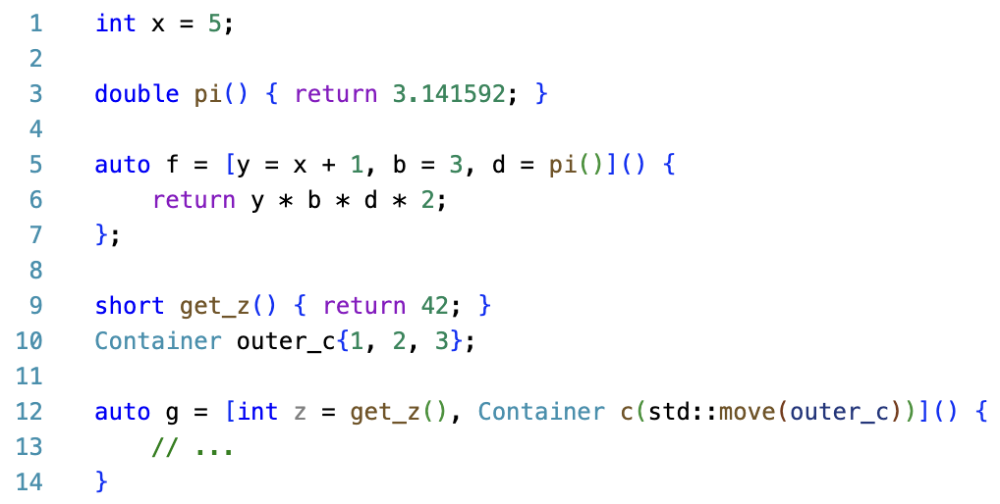 1 int x = 5;
2
3 double pi() { return 3.141592; }
4
5 auto f = [y = x + 1, b = 3, d = pi()]() {
6     return y * b * d * 2;
7 };
8
9 short get_z() { return 42; }
10 Container outer_c{1, 2, 3};
11
12 auto g = [int z = get_z(), Container c(std::move(outer_c))]() {
13     // ...
14 }